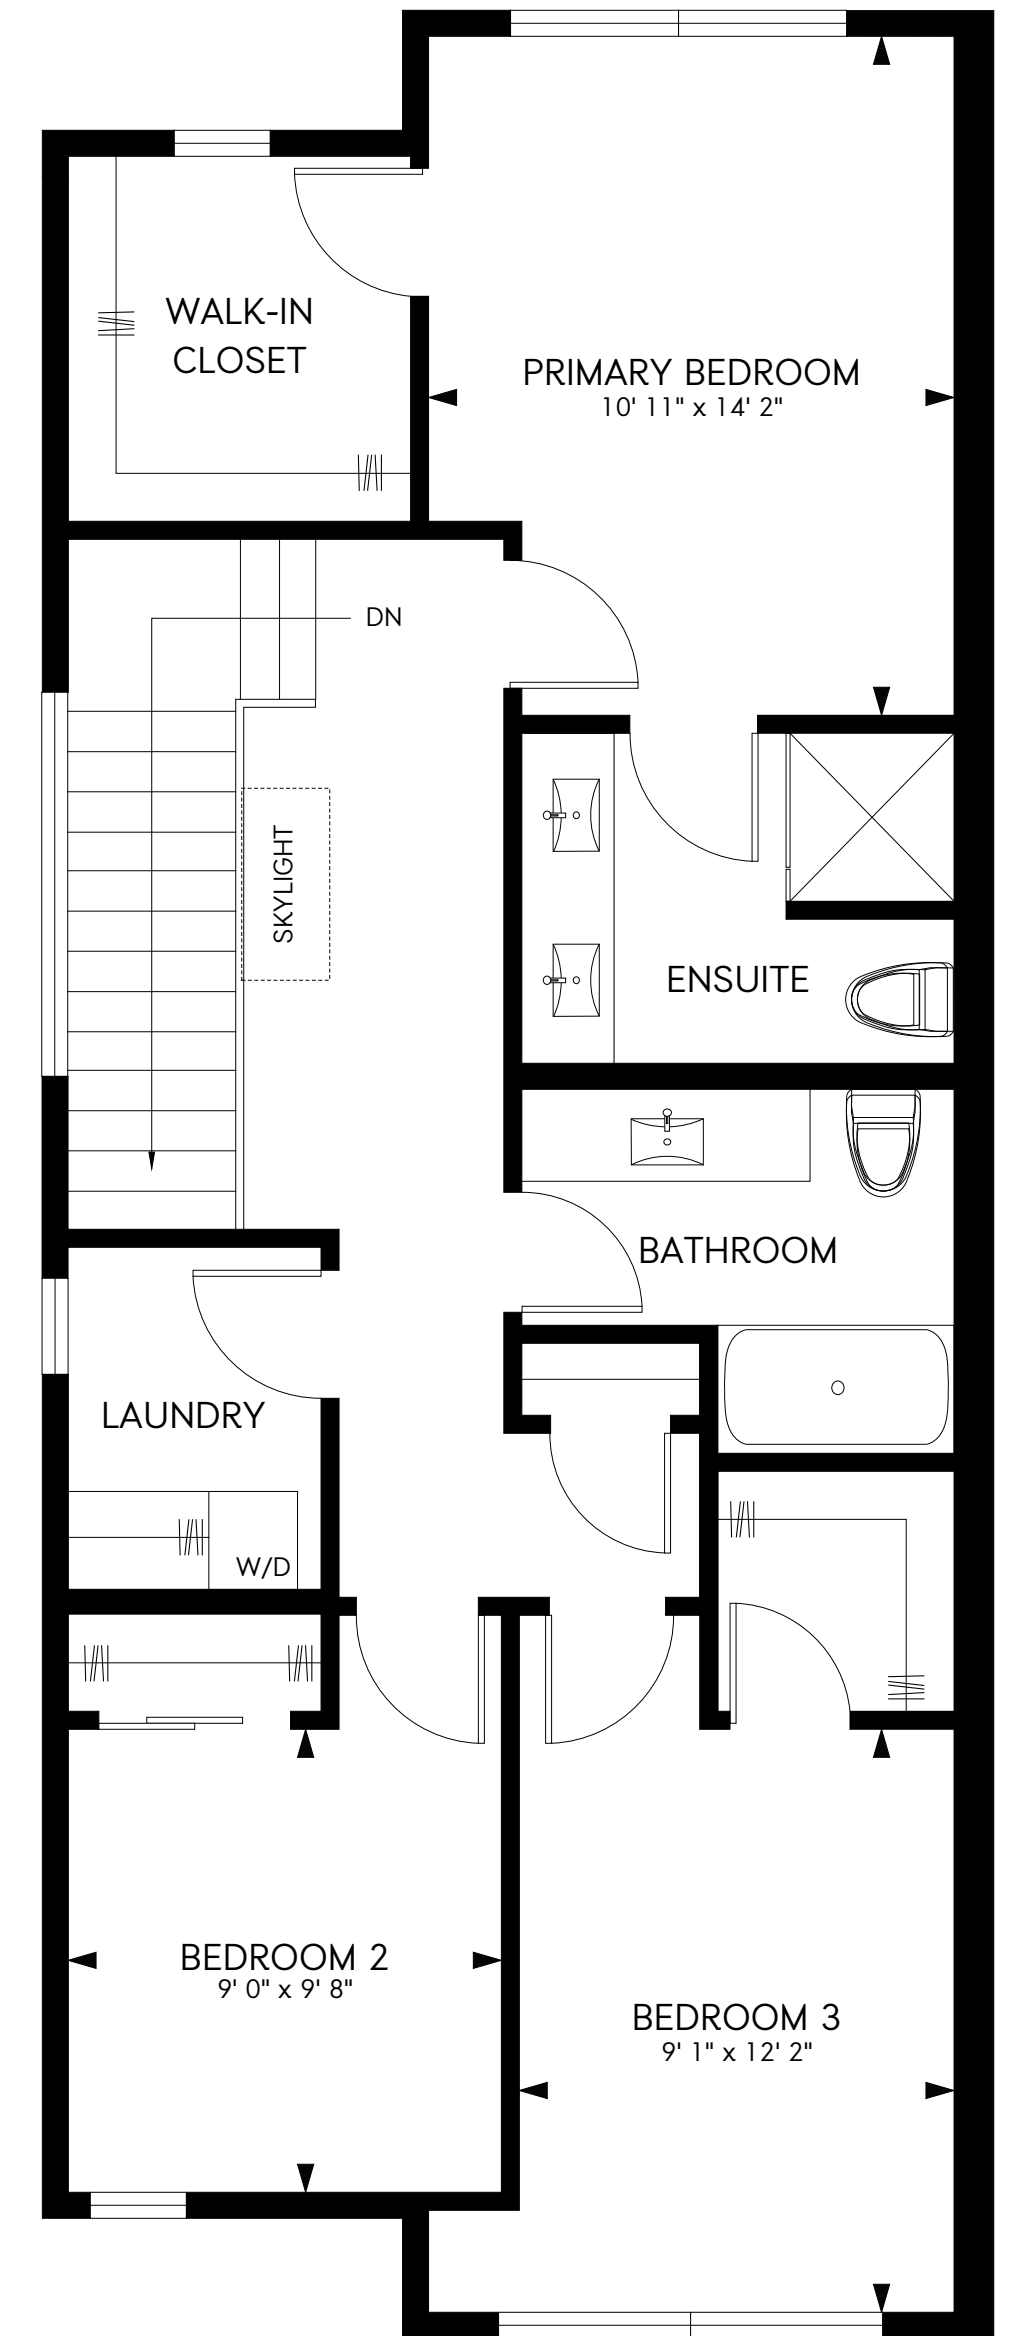 WALK-IN
CLOSET
PRIMARY BEDROOM
10' 11" x 14' 2"
DN
SKYLIGHT
ENSUITE
BATHROOM
LAUNDRY
W/D
BEDROOM 2
9' 0" x 9' 8"
BEDROOM 3
9' 1" x 12' 2"